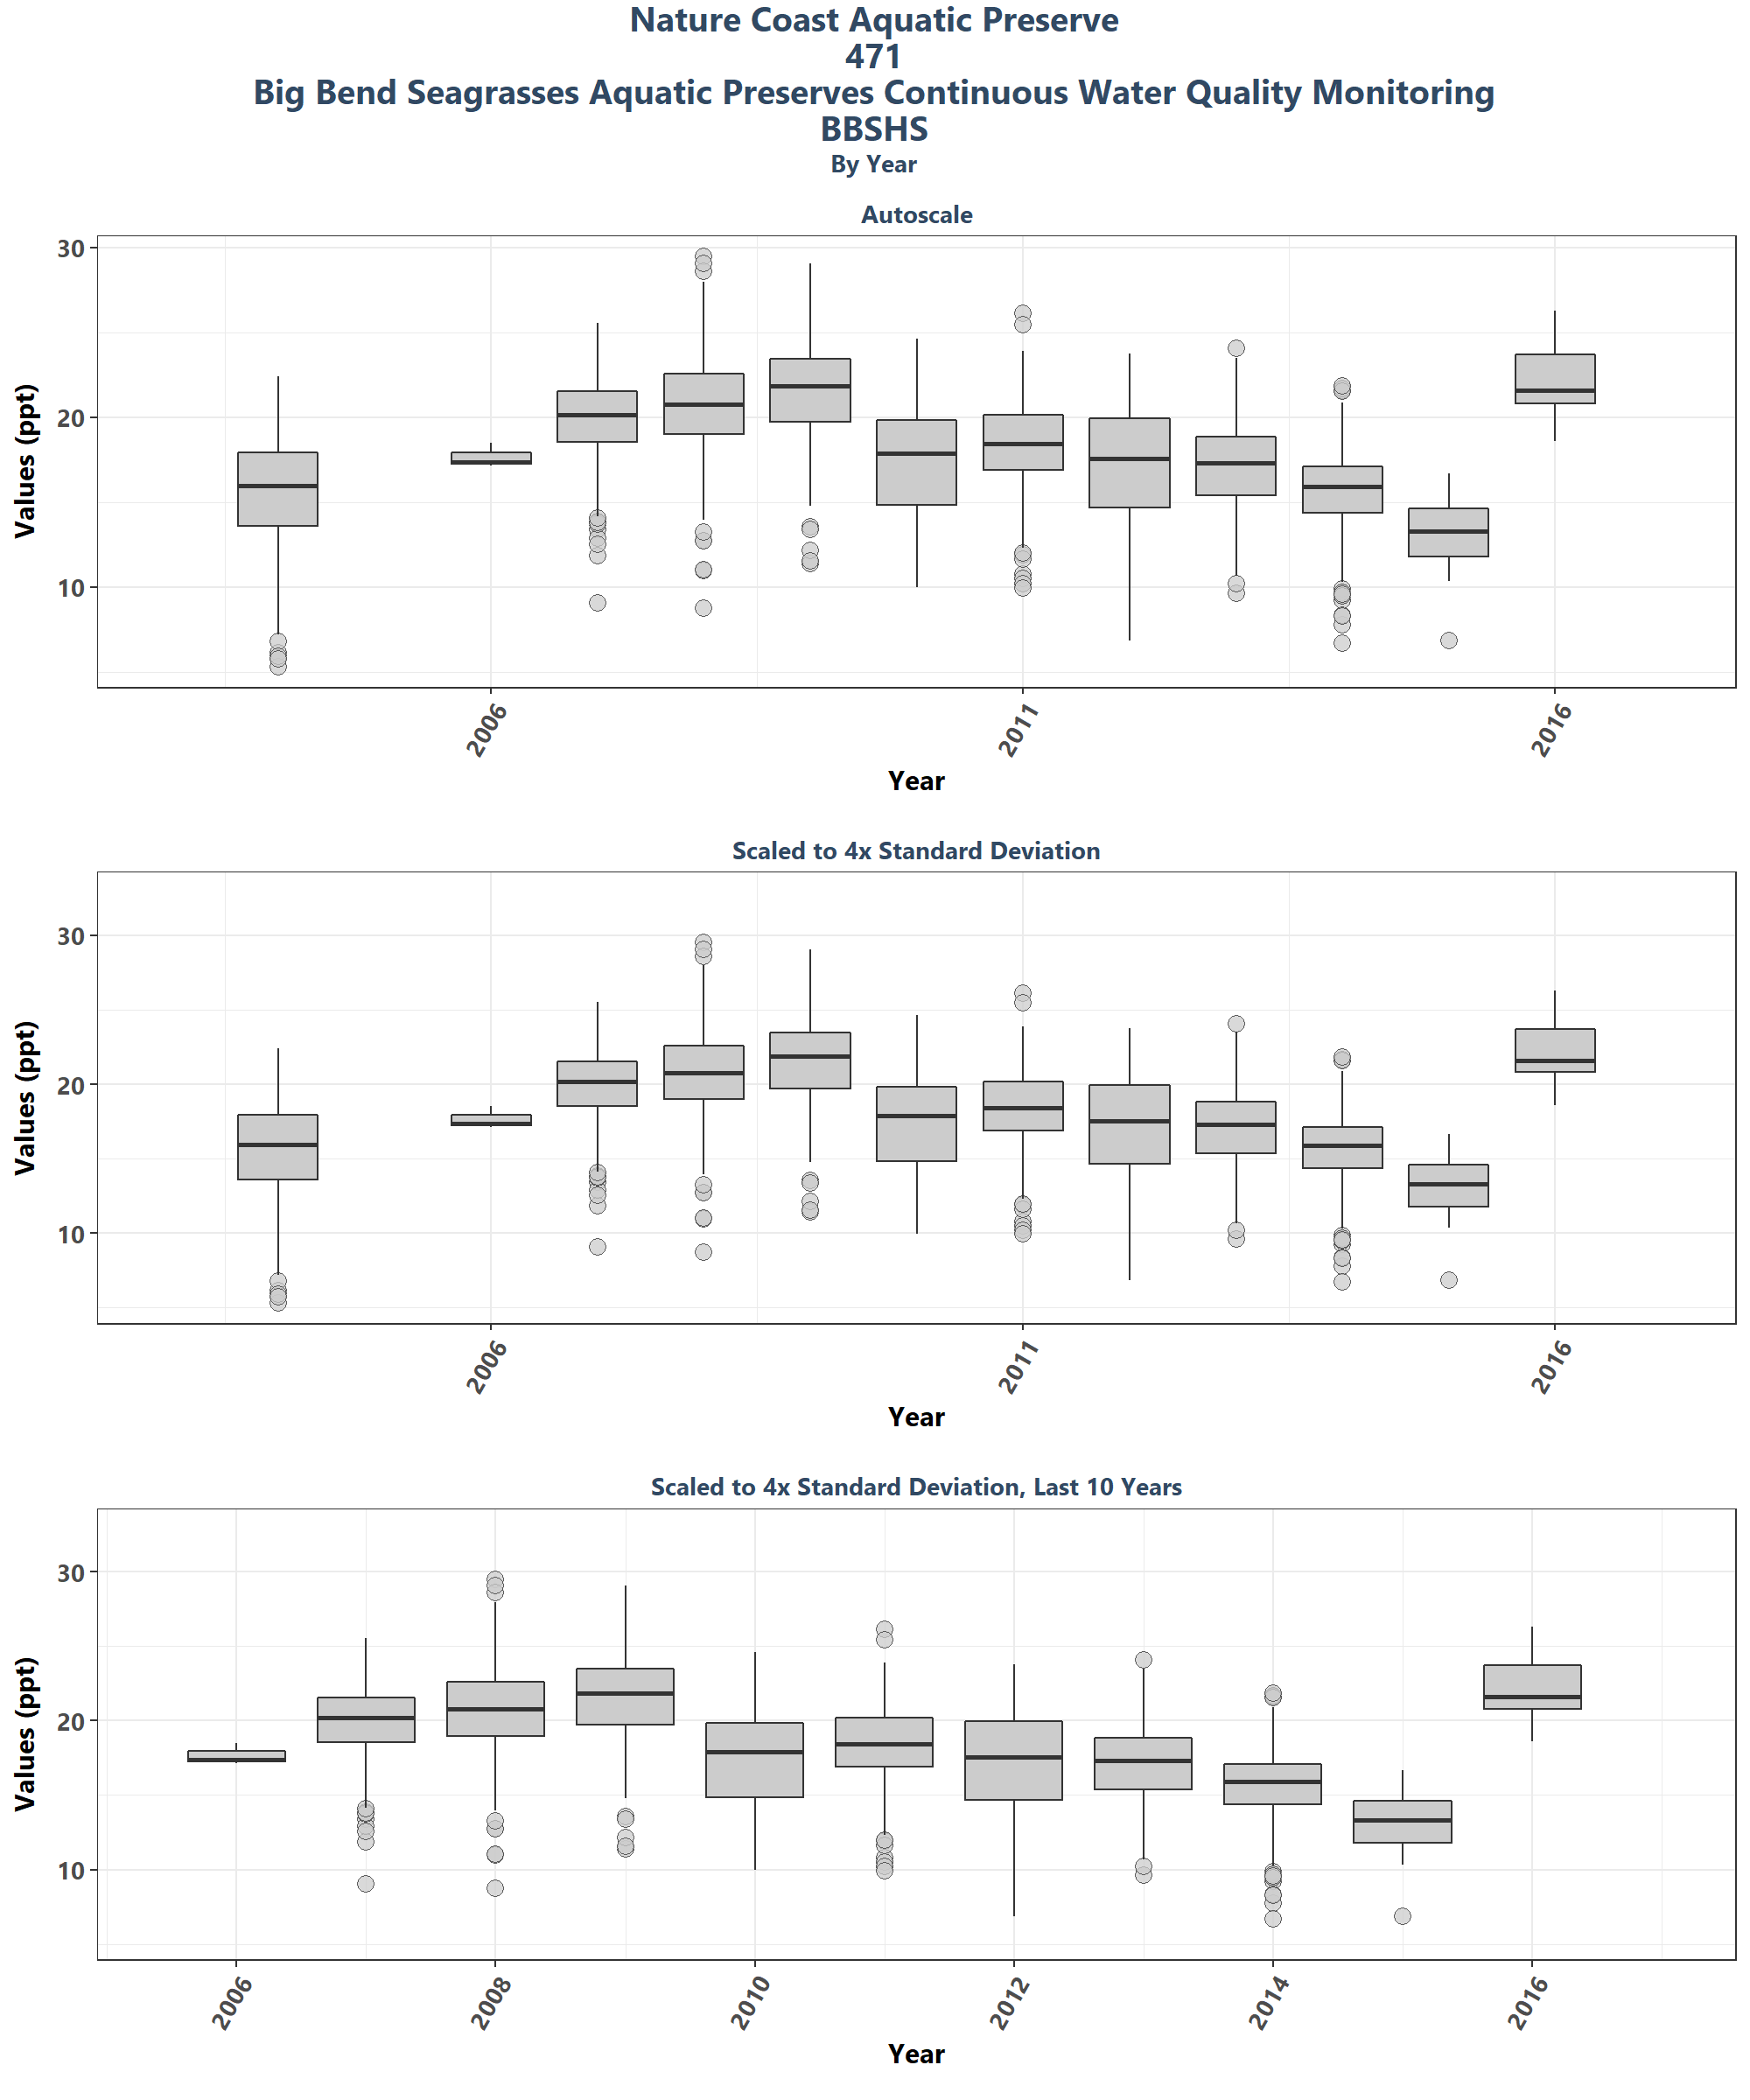 Nature Coast Aquatic Preserve
471
Big Bend Seagrasses Aquatic Preserves Continuous Water Quality Monitoring
BBSHS
By Year
Autoscale
Values (ppt)
30
20
10
2006
2011
2016
Year
Scaled to 4x Standard Deviation
Values (ppt)
30
20
10
2006
2011
2016
Year
Scaled to 4x Standard Deviation, Last 10 Years
Values (ppt)
30
20
10
2006
2008
2010
2012
2014
2016
Year